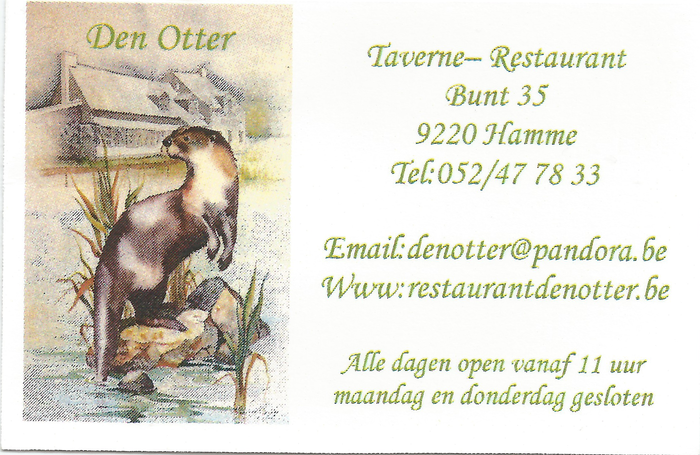 Den Otter
Taverne– Restaurant
Bunt 35
9220 Hamme
Tel:052/47 78 33
Email:denotter@pandora.be
Www:restaurantdenotter.be
Alle dagen open vanaf 11 uur
maandag en donderdag gesloten